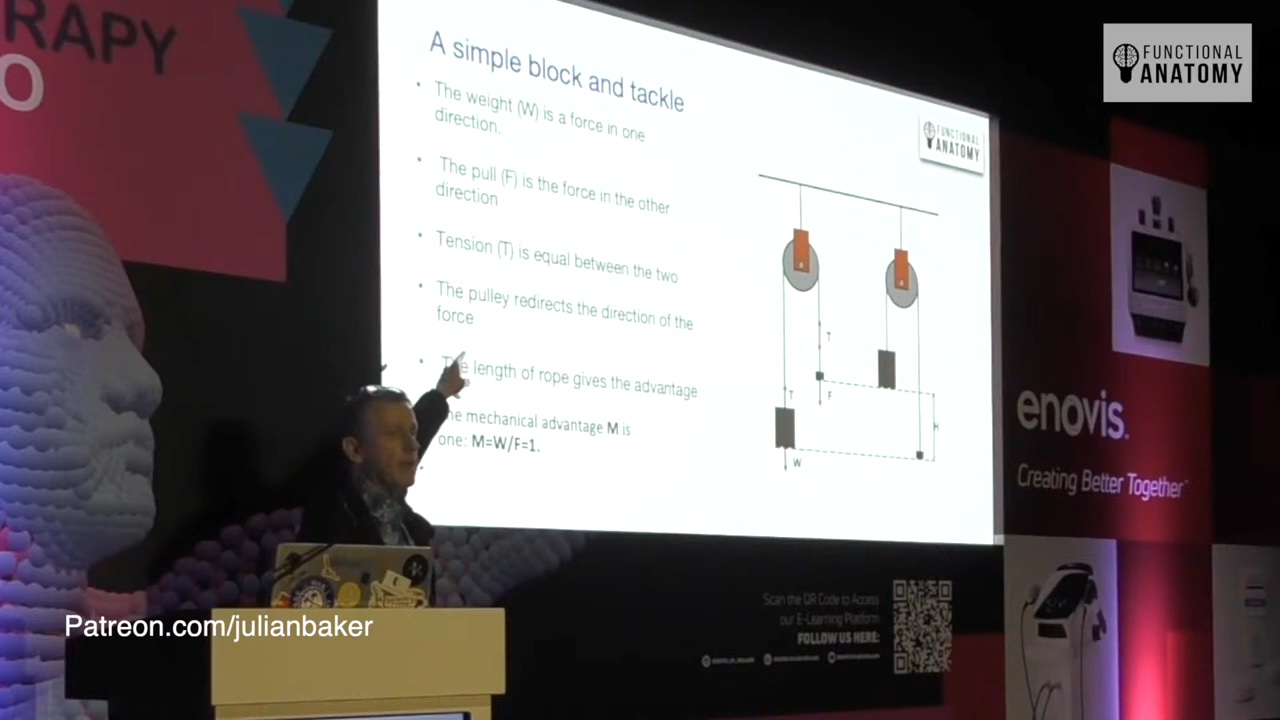 RAPY
O
FUNCTIONAL
ANATOMY
A simple block and tackle
• The weight (W) is a force in one
direction.
• The pull (F) is the force in the other
direction
• Tension (T) is equal between the two
• The pulley redirects the direction of the
force
• The length of rope gives the advantage
he mechanical advantage M is
one: M=W/F=1.
FUNCTIONAL
ANATOMY
T
F
T
H
W
enovis
Creating Better Together
Scan the QR Code to Access
our E-Learning Platform
FOLLOW US HERE:
Patreon.com/julianbaker